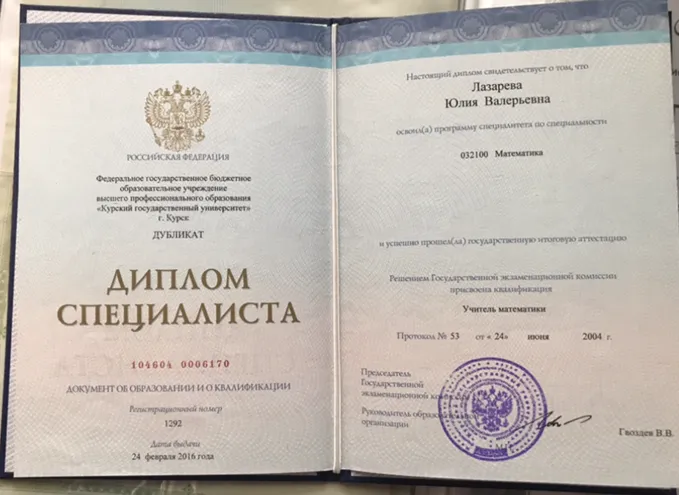 РОССИЙСКАЯ ФЕДЕРАЦИЯ
Федеральное государственное бюджетное
образовательное учреждение
высшего профессионального образования
«Курский государственный университет»
г. Курск
ДУБЛИКАТ
ДИПЛОМ
СПЕЦИАЛИСТА
104604 0006170
ДОКУМЕНТ ОБ ОБРАЗОВАНИИ И О КВАЛИФИКАЦИИ
Регистрационный номер
1292
Дата выдачи
24 февраля 2016 года
Настоящий диплом свидетельствует о том, что
Лазарева
Юлия Валерьевна
освоил(а) программу специалитета по специальности
032100 Математика
и успешно прошел(ла) государственную итоговую аттестацию
Решением Государственной экзаменационной комиссии
присвоена квалификация
Учитель математики
Протокол № 53 от « 24» июня 2004 г.
Председатель
Государственной
экзаменационной
Руководитель
организации
Гвоздев В.В.